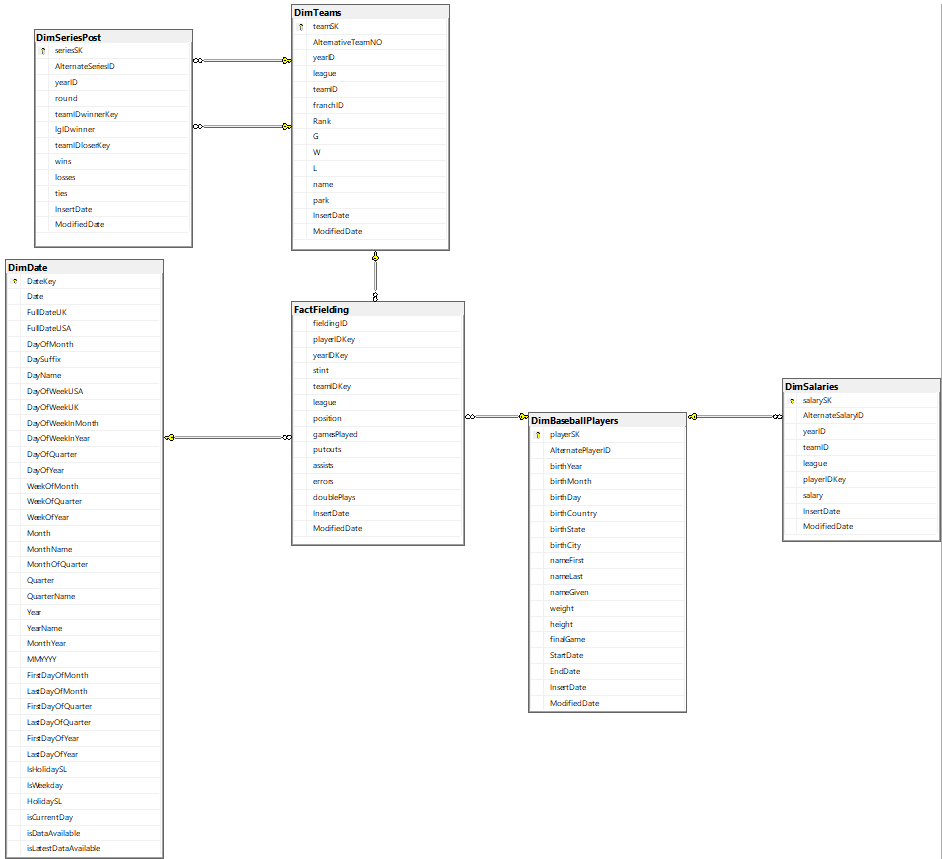 DimSeriesPost
seriesSK
AlternateSeriesID
yearID
round
teamIDwinnerKey
lgIDwinner
teamIDloserKey
wins
losses
ties
InsertDate
ModifiedDate
DimTeams
teamSK
AlternativeTeamNO
yearID
league
teamID
franchID
Rank
G
W
L
name
park
InsertDate
ModifiedDate
DimDate
DateKey
Date
FullDateUK
FullDateUSA
DayOfMonth
DaySuffix
DayName
DayOfWeekUSA
DayOfWeekUK
DayOfWeekInMonth
DayOfWeekInYear
DayOfQuarter
DayOfYear
WeekOfMonth
WeekOfQuarter
WeekOfYear
Month
MonthName
MonthOfQuarter
Quarter
QuarterName
Year
YearName
MonthYear
MMYYYY
FirstDayOfMonth
LastDayOfMonth
FirstDayOfQuarter
LastDayOfQuarter
FirstDayOfYear
LastDayOfYear
IsHolidaySL
IsWeekday
HolidaySL
isCurrentDay
isDataAvailable
isLatestDataAvailable
FactFielding
fieldingID
playerIDKey
yearIDKey
stint
teamIDKey
league
position
gamesPlayed
putouts
assists
errors
doublePlays
InsertDate
ModifiedDate
DimBaseballPlayers
playerSK
AlternatePlayerID
birthYear
birthMonth
birthDay
birthCountry
birthState
birthCity
nameFirst
nameLast
nameGiven
weight
height
finalGame
StartDate
EndDate
InsertDate
ModifiedDate
DimSalaries
salarySK
AlternateSalaryID
yearID
teamID
league
playerIDKey
salary
InsertDate
ModifiedDate